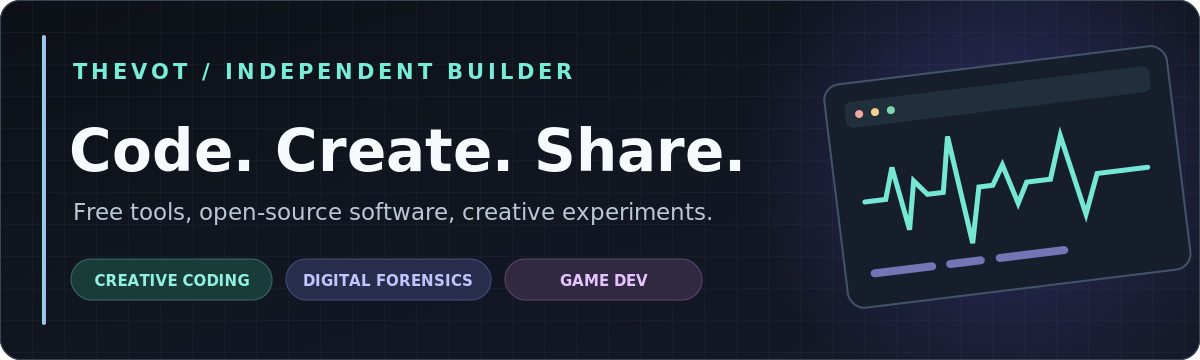 THEVOT / INDEPENDENT BUILDER
Code. Create. Share.
Free tools, open-source software, creative experiments.
CREATIVE CODING
DIGITAL FORENSICS
GAME DEV